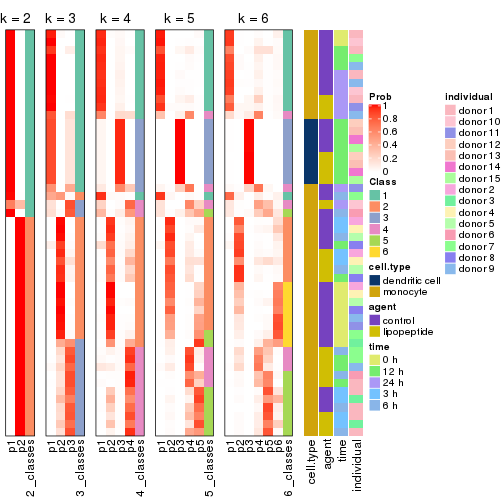 k = 2
k = 3
k = 4
k = 5
k = 6
p1
p2
2_classes
p1
p2
p3
3_classes
p1
p2
p3
p4
4_classes
p1
p2
p3
p4
p5
5_classes
p1
p2
p3
p4
p5
p6
6_classes
cell.type
agent
time
individual
Prob
1
0.8
0.6
0.4
0.2
0
Class
1
2
3
4
5
6
cell.type
dendritic cell
monocyte
agent
control
lipopeptide
time
0 h
12 h
24 h
3 h
6 h
individual
donor 1
donor 10
donor 11
donor 12
donor 13
donor 14
donor 15
donor 2
donor 3
donor 4
donor 5
donor 6
donor 7
donor 8
donor 9